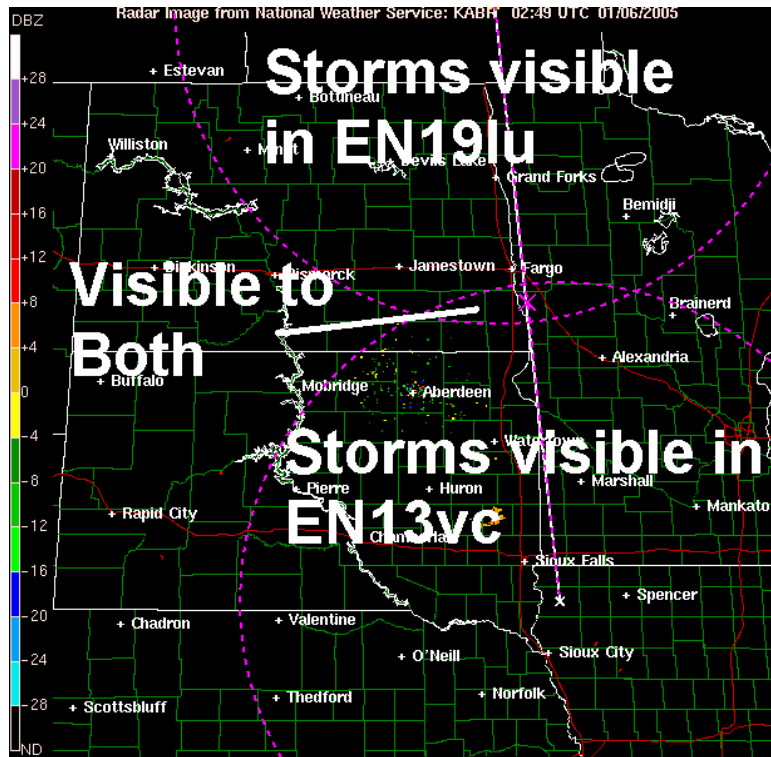 DBZ
Radar Image from National Weather Service: KABR 02:49 UTC 01/06/2005
+28
+24
+20
+16
+12
+8
+4
0
-4
-8
-12
-16
-20
-24
-28
ND
Storms visible
in EN19lu
Visible to
Both
Storms visible in
EN13vc
Estevan
Bottineau
Williston
Minot
Devils Lake
Grand Forks
Bemidji
Dickinson
Bismarck
Jamestown
Fargo
Brainerd
Buffalo
Mobridge
Aberdeen
Alexandria
Watertown
Marshall
Rapid City
Pierre
Huron
Mankato
Sioux Falls
Chadron
Valentine
Spencer
O'Neill
Sioux City
Scottsbluff
Thedford
Norfolk